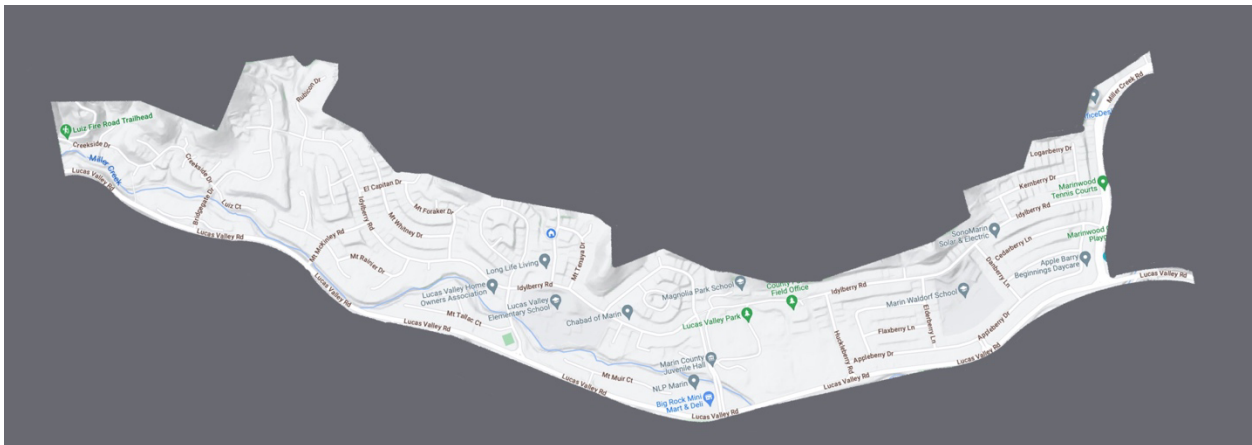 Rubicon Dr
Miller Creek Rd
iceDes
Luiz Fire Road Trailhead
Creekside Dr
Miller Creek
Lucas Valley Rd
Creekside Dr
Bridgegate Dr
Luiz Ct
Lucas Valley Rd
El Capitan Dr
Idylberry Rd
Mt Foraker Dr
Mt Whitney Dr
Mt McKinley Rd
Mt Rainier Dr
Lucas Valley Rd
Long Life Living
Mt Tenaya Dr
Lucas Valley Home
Owners Association
Idylberry Rd
Lucas Valley
Elementary School
Mt Tallac Ct
Lucas Valley Rd
Chabad of Marin
Magnolia Park School
County
Field Office
Lucas Valley Park
Idylberry Rd
Marin County
Juvenile Hall
Mt Muir Ct
NLP Marin
Big Rock Mini
Mart & Deli
Lucas Valley Rd
Loganberry Dr
Kernberry Dr
Marinwood
Tennis Courts
Idylberry Rd
SonoMarin
Solar & Electric
Cedarberry Ln
Marinwood
Play
Apple Barry
Beginnings Daycare
Danberry Ln
Lucas Valley Rd
Marin Waldorf School
Elderberry Ln
Flaxberry Ln
Huckleberry Rd
Appleberry Dr
Appleberry Dr
Lucas Valley Rd
Lucas Valley Rd